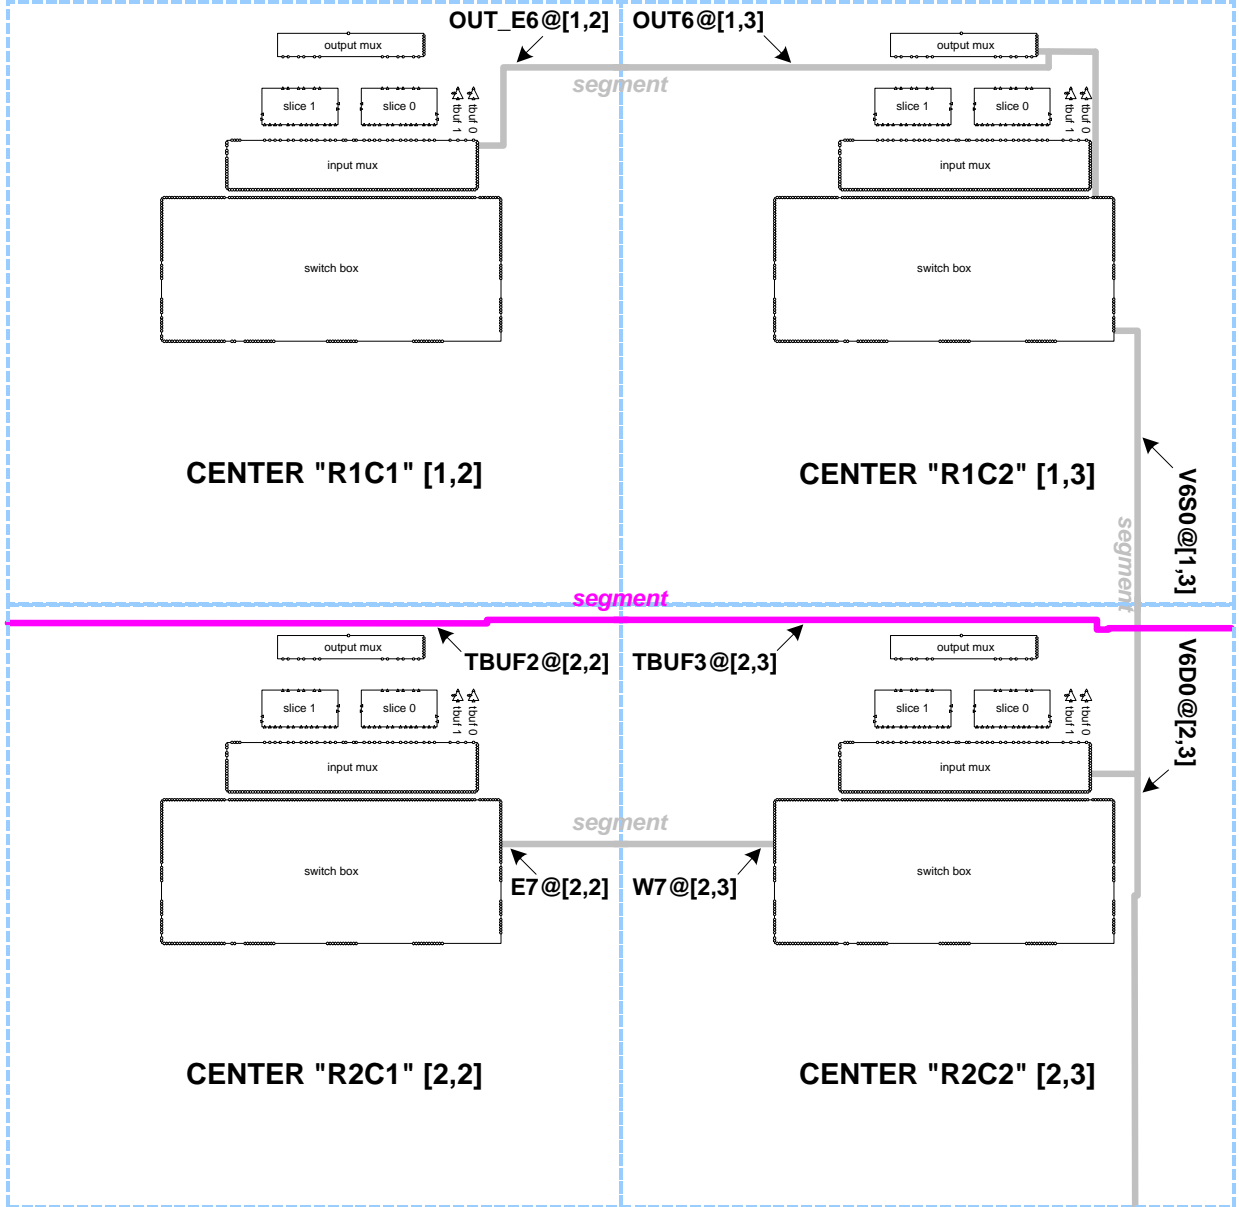 OUT_E6@[1,2] OUT6@[1,3]
output mux output mux
segment
slice 1 slice 0 tbuf 1 tbuf 0 slice 1 slice 0 tbuf 1 tbuf 0
input mux input mux
switch box switch box
CENTER "R1C1" [1,2] CENTER "R1C2" [1,3]
V6S0@[1,3]
segment
segment
output mux output mux
TBUF2@[2,2] TBUF3@[2,3]
V6D0@[2,3]
slice 1 slice 0 tbuf 1 tbuf 0 slice 1 slice 0 tbuf 1 tbuf 0
input mux input mux
segment
switch box switch box
E7@[2,2] W7@[2,3]
CENTER "R2C1" [2,2] CENTER "R2C2" [2,3]